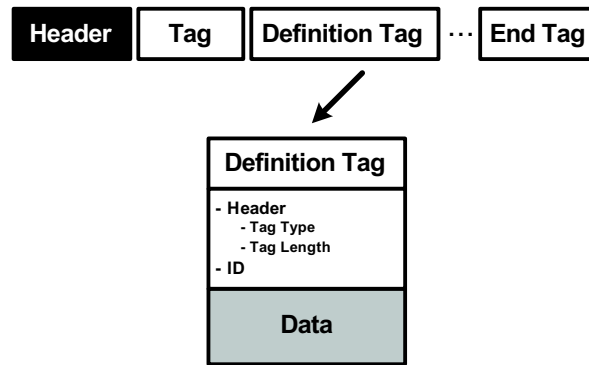 Header Tag Definition Tag ... End Tag
Definition Tag
- Header
- Tag Type
- Tag Length
- ID
Data